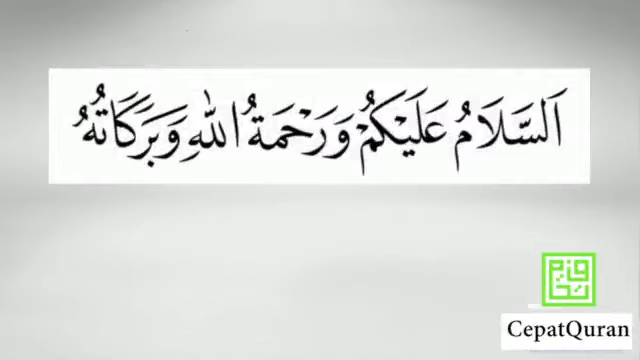 اَلسَّلَامُ عَلَيْكُمْ وَرَحْمَةُ اللهِ وَبَرَكَاتُهُ
CepatQuran